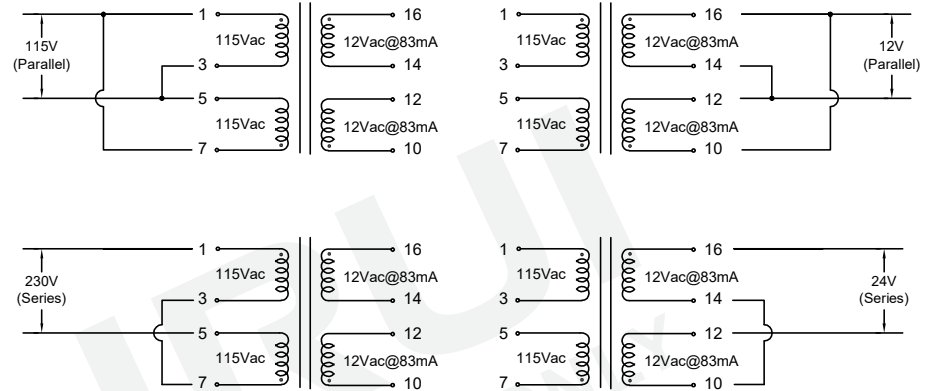 1 115Vac 16 12Vac@83mA 1 115Vac 16 12Vac@83mA
115V (Parallel) 12V (Parallel)
3 14 3 14
5 115Vac 12 12Vac@83mA 5 115Vac 12 12Vac@83mA
7 10 7 10
1 115Vac 16 12Vac@83mA 1 115Vac 16 12Vac@83mA
230V (Series) 24V (Series)
3 14 3 14
5 115Vac 12 12Vac@83mA 5 115Vac 12 12Vac@83mA
7 10 7 10